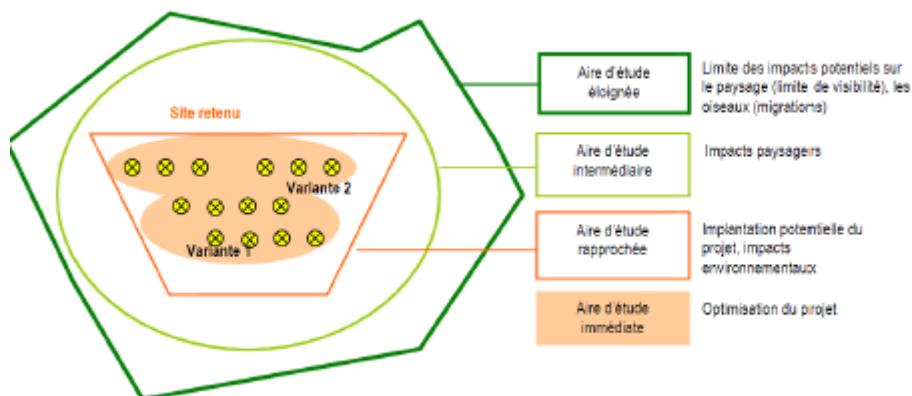 Site retenu
Variante 2
Variante 1
Aire d'étude
éloignée
Limite des impacts potentiels sur
le paysage (limite de visibilité), les
oiseaux (migrations)
Aire d'étude
intermédiaire
Impacts paysagers
Aire d'étude
rapprochée
Implantation potentielle du
projet, impacts
environnementaux
Aire d'étude
immédiate
Optimisation du projet